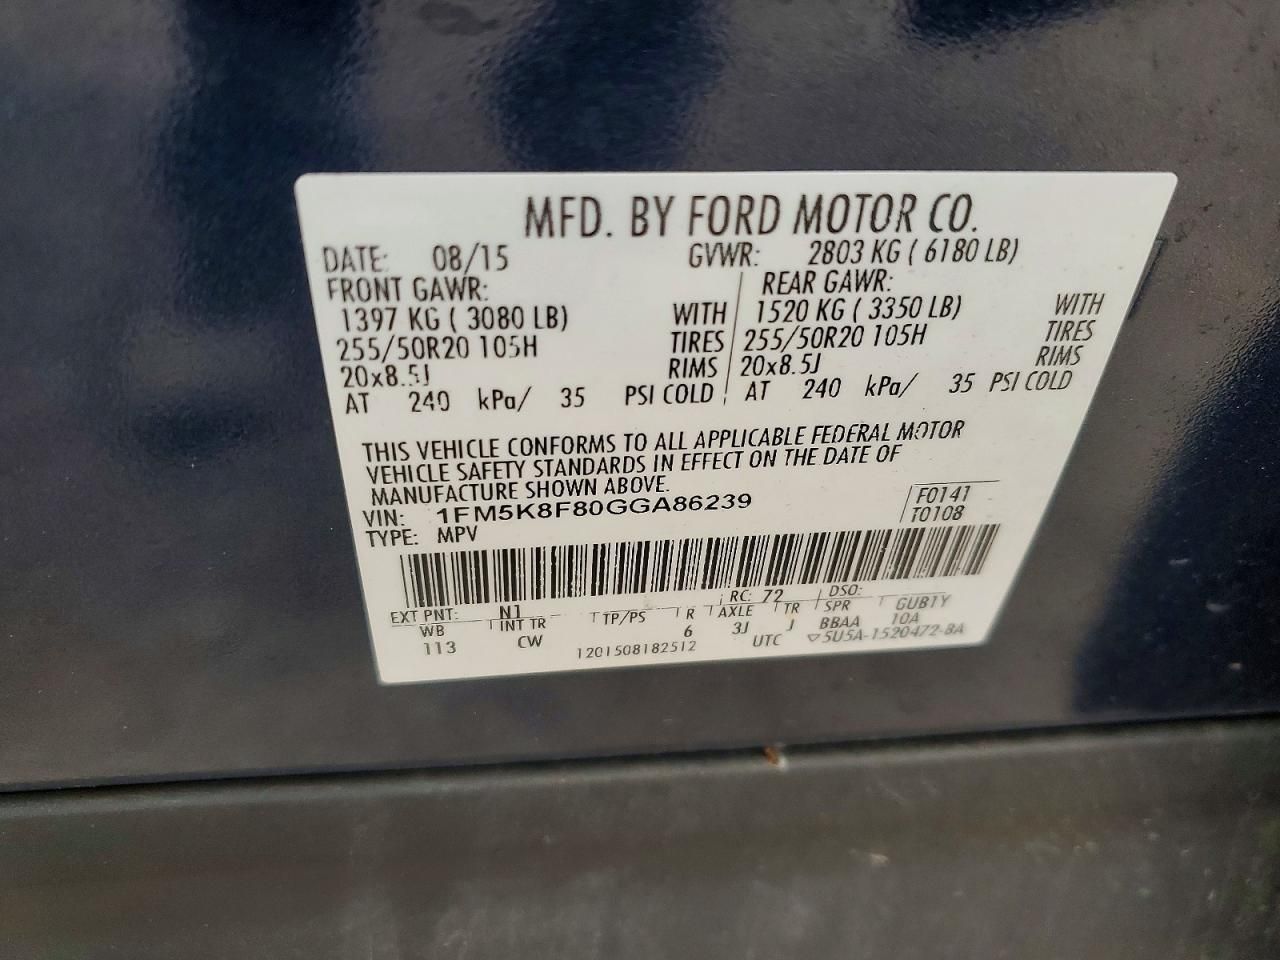 MFD. BY FORD MOTOR CO.
DATE: 08/15 GVWR: 2803 KG ( 6180 LB)
FRONT GAWR: REAR GAWR:
1397 KG ( 3080 LB) WITH 1520 KG ( 3350 LB) WITH
255/50R20 105H TIRES 255/50R20 105H TIRES
20x8.5J RIMS 20x8.5J RIMS
AT 240 kPa/ 35 PSI COLD AT 240 kPa/ 35 PSI COLD
THIS VEHICLE CONFORMS TO ALL APPLICABLE FEDERAL MOTOR
VEHICLE SAFETY STANDARDS IN EFFECT ON THE DATE OF
MANUFACTURE SHOWN ABOVE.
VIN: 1FM5K8F80GGA86239 F0141
TYPE: MPV T0108
EXT PNT: N1 RC: 72 DSO:
WB INT TR TP/PS R AXLE TR SPR GUB1Y
113 CW 6 3J J BBAA 10A
1201508182512 UTC ▽5U5A-1520472-BA